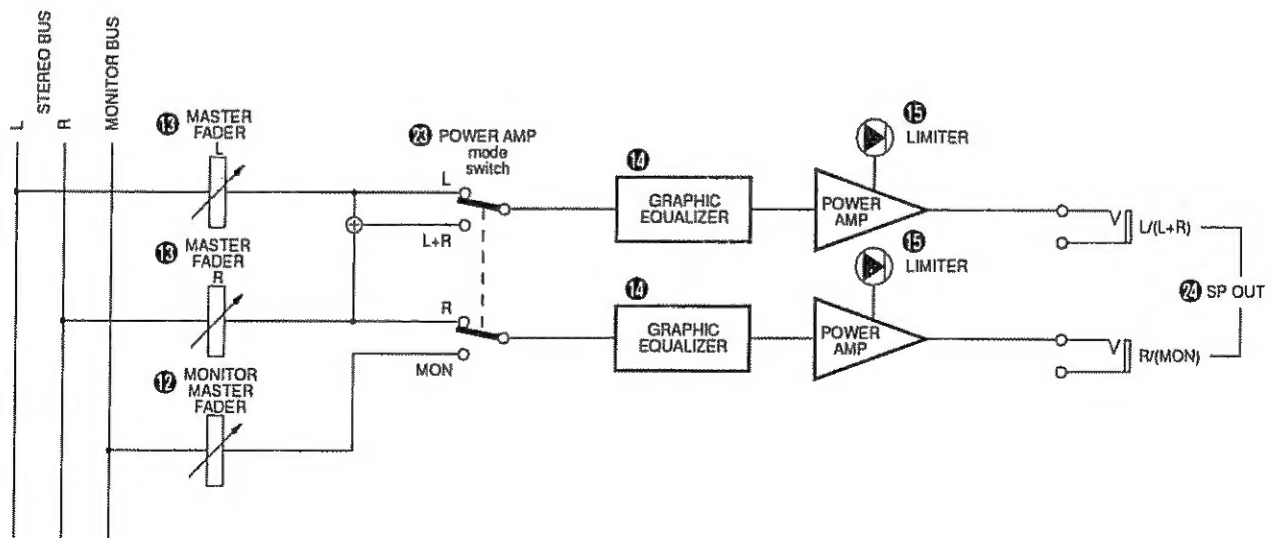 STEREO BUS
L
R
MONITOR BUS
13 MASTER
FADER
L
23 POWER AMP
mode
switch
L
L+R
14
GRAPHIC
EQUALIZER
15
LIMITER
POWER
AMP
L/(L+R)
13 MASTER
FADER
R
R
MON
14
GRAPHIC
EQUALIZER
15
LIMITER
POWER
AMP
R/(MON)
24 SP OUT
12 MONITOR
MASTER
FADER